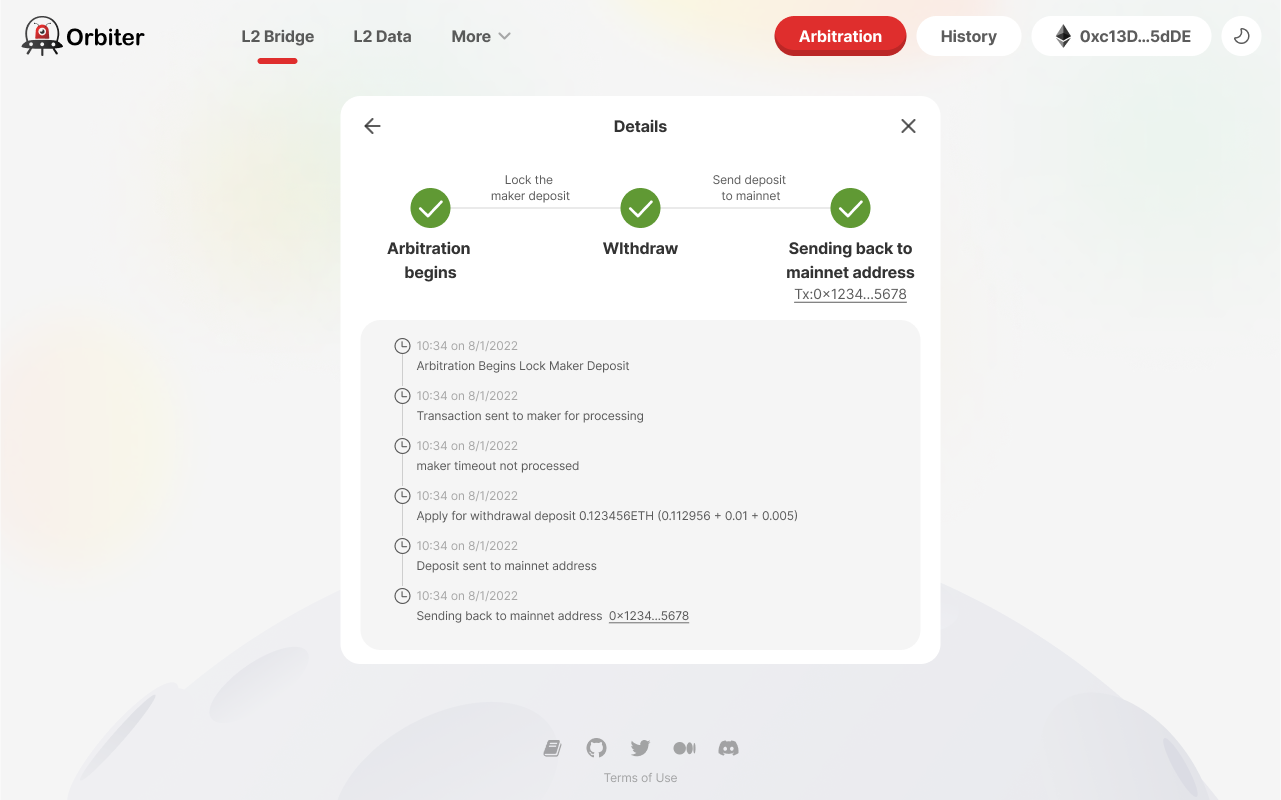 Orbiter
L2 Bridge
L2 Data
More
Arbitration
History
0xc13D...5dDE
Details
Lock the
maker deposit
Send deposit
to mainnet
Arbitration
begins
WIthdraw
Sending back to
mainnet address
Tx:0×1234...5678
10:34 on 8/1/2022
Arbitration Begins Lock Maker Deposit
10:34 on 8/1/2022
Transaction sent to maker for processing
10:34 on 8/1/2022
maker timeout not processed
10:34 on 8/1/2022
Apply for withdrawal deposit 0.123456ETH (0.112956 + 0.01 + 0.005)
10:34 on 8/1/2022
Deposit sent to mainnet address
10:34 on 8/1/2022
Sending back to mainnet address 0×1234...5678
Terms of Use